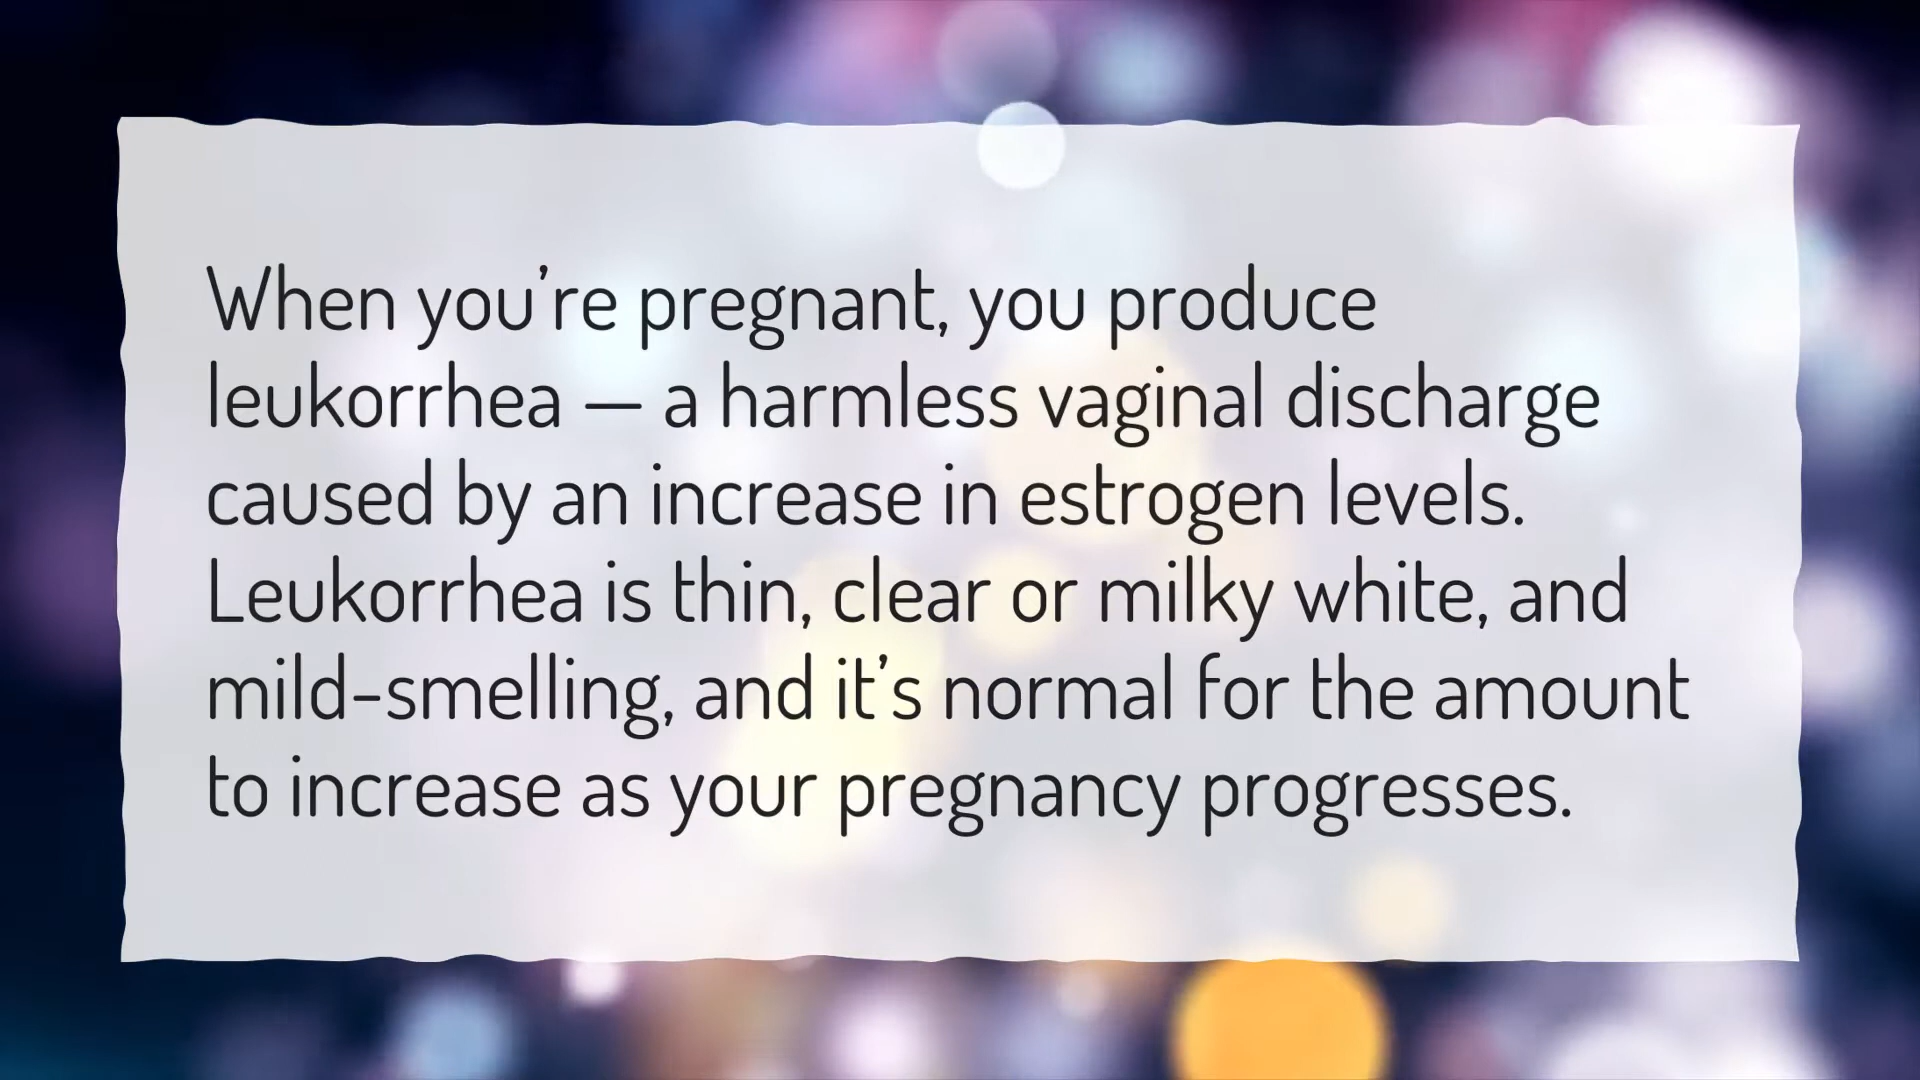 When you’re pregnant, you produce
leukorrhea — a harmless vaginal discharge
caused by an increase in estrogen levels.
Leukorrhea is thin, clear or milky white, and
mild-smelling, and it’s normal for the amount
to increase as your pregnancy progresses.